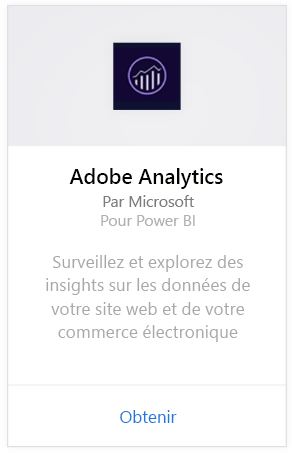 Adobe Analytics
Par Microsoft
Pour Power BI
Surveillez et explorez des
insights sur les données de
votre site web et de votre
commerce électronique
Obtenir